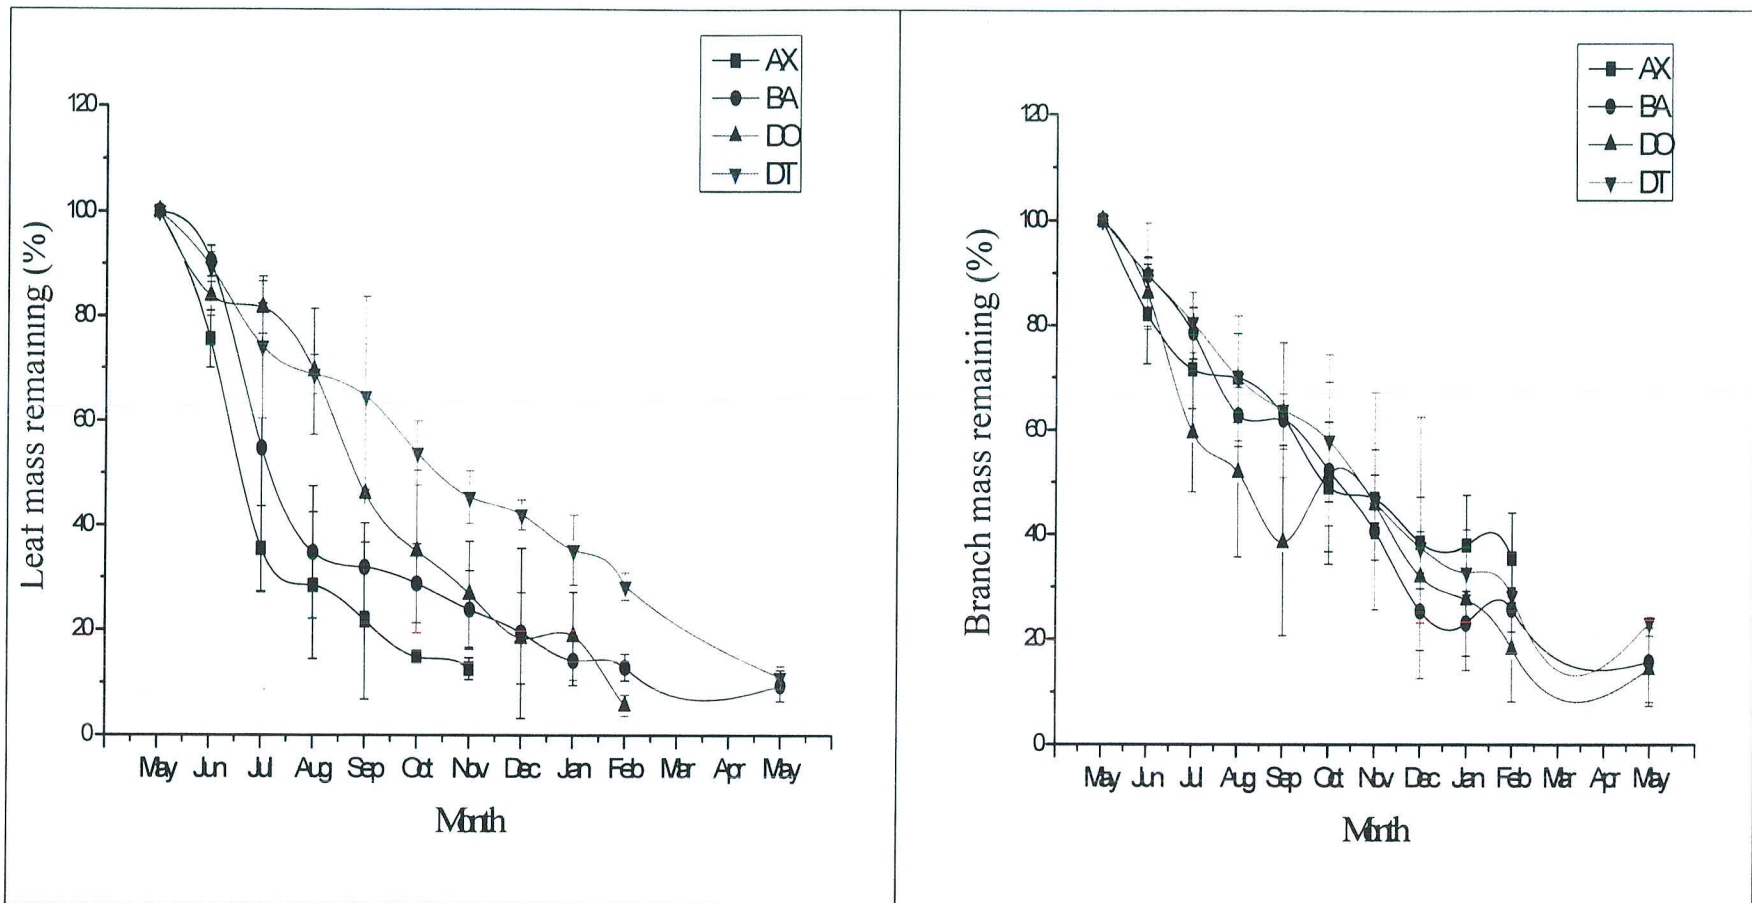 AX
BA
DO
DT
120
100
80
60
40
20
0
Leaf mass remaining (%)
May Jun Jul Aug Sep Oct Nov Dec Jan Feb Mar Apr May
Month
AX
BA
DO
DT
120
100
80
60
40
20
0
Branch mass remaining (%)
May Jun Jul Aug Sep Oct Nov Dec Jan Feb Mar Apr May
Month